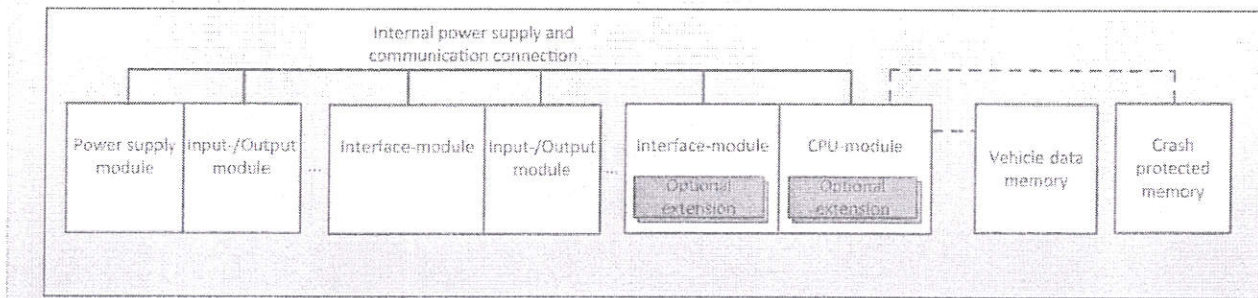 Internal power supply and
communication connection
Power supply
module
Input-/Output
module
...
Interface-module
Input-/Output
module
...
Interface-module
Optional
extension
CPU-module
Optional
extension
Vehicle data
memory
Crash
protected
memory